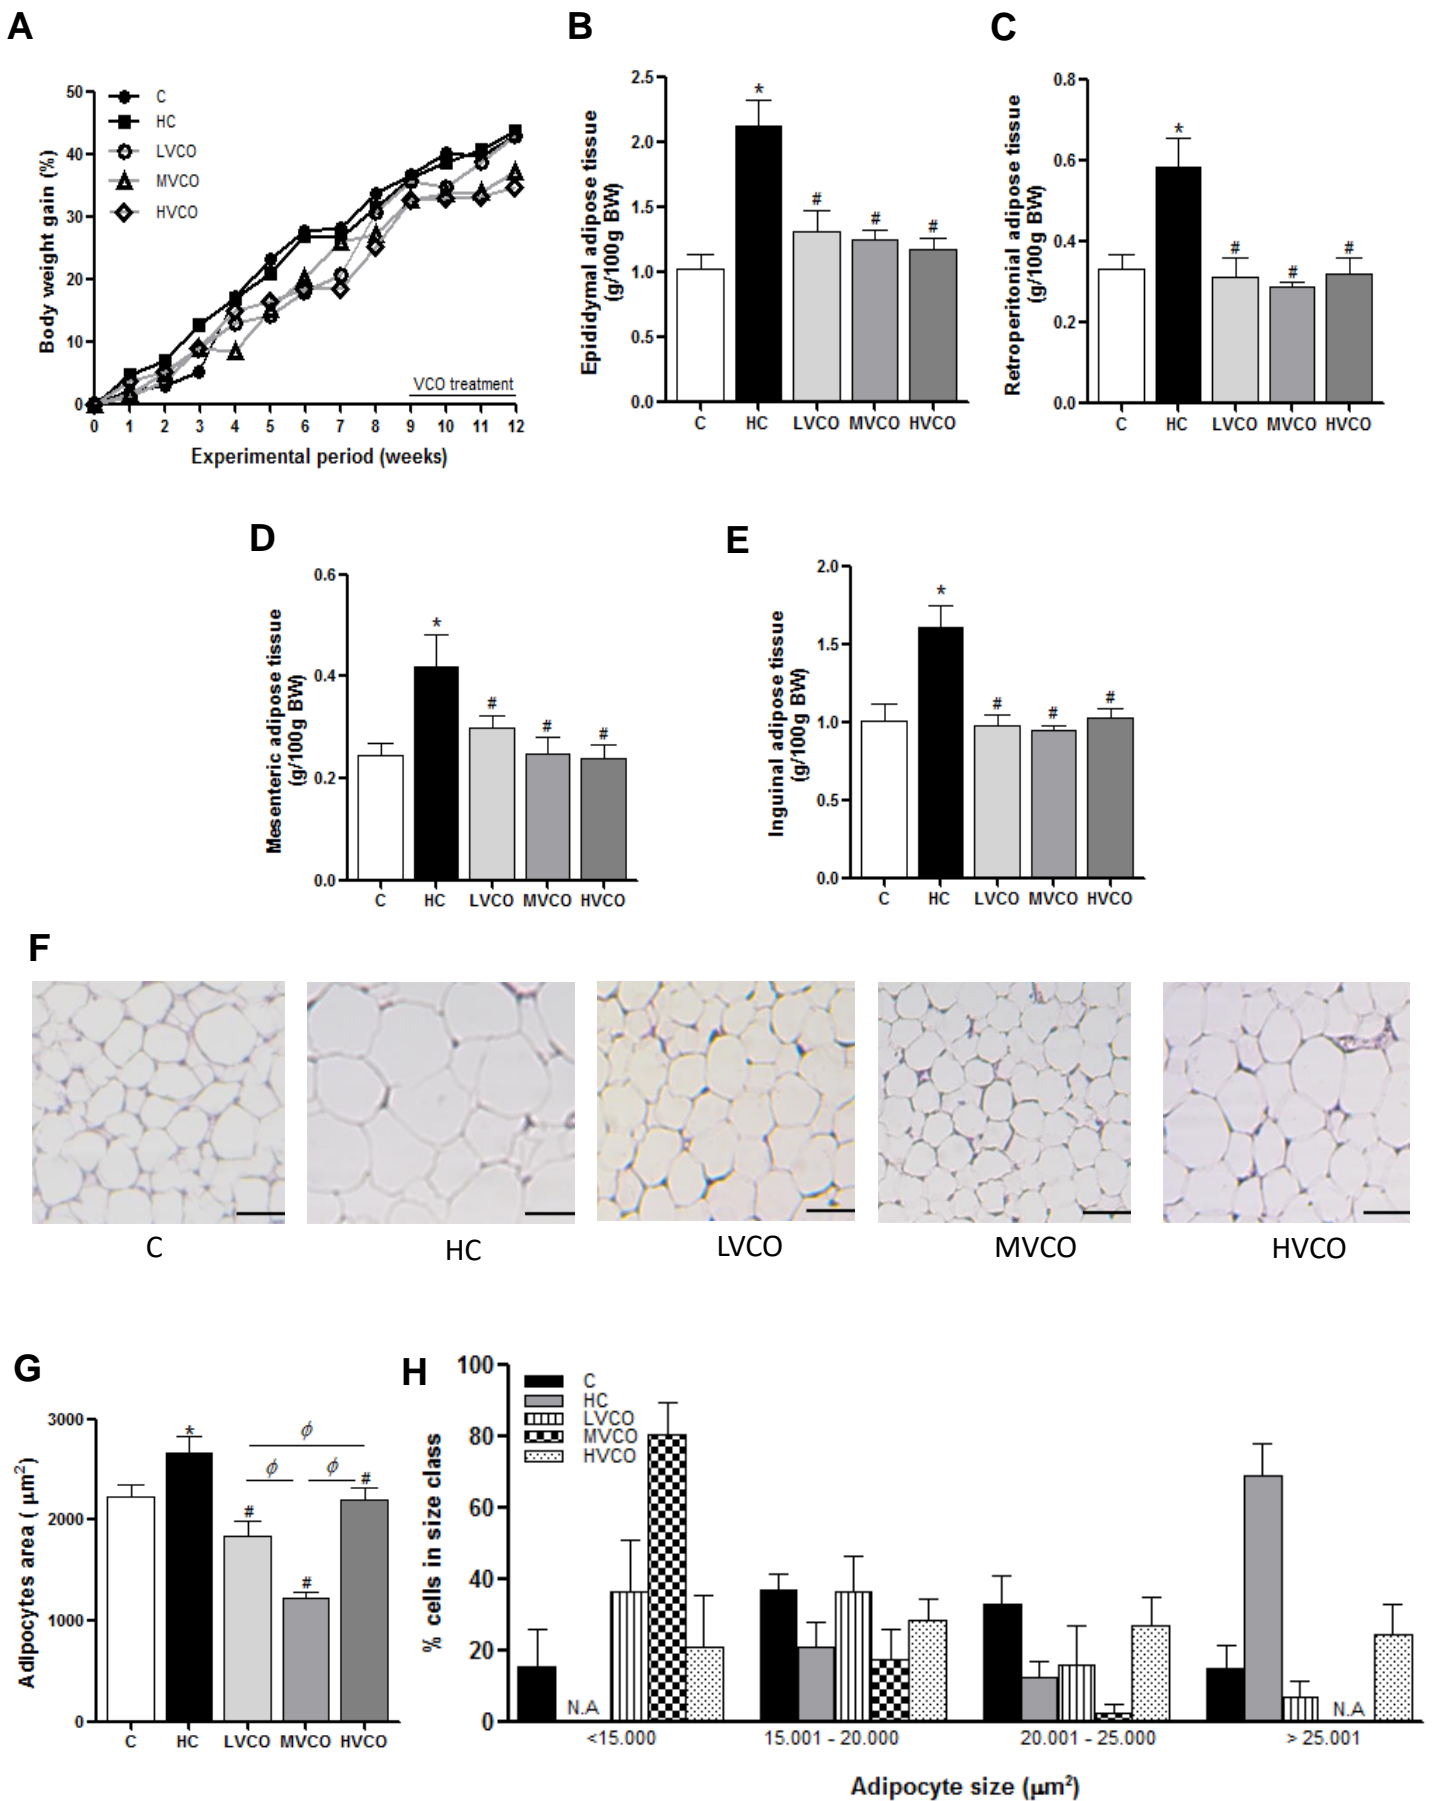 A
50
40
30
20
10
0
Body weight gain (%)
C
HC
LVCO
MVCO
HVCO
VCO treatment
0 1 2 3 4 5 6 7 8 9 10 11 12
Experimental period (weeks)
B
2.5
2.0
1.5
1.0
0.5
0.0
Epididymal adipose tissue
(g/100g BW)
*
#
#
#
C HC LVCO MVCO HVCO
C
0.8
0.6
0.4
0.2
0.0
Retroperitonial adipose tissue
(g/100g BW)
*
#
#
#
C HC LVCO MVCO HVCO
D
0.6
0.4
0.2
0.0
Mesenteric adipose tissue
(g/100g BW)
*
#
#
#
C HC LVCO MVCO HVCO
E
2.0
1.5
1.0
0.5
0.0
Inguinal adipose tissue
(g/100g BW)
*
#
#
#
C HC LVCO MVCO HVCO
F
C HC LVCO MVCO HVCO
G
3000
2000
1000
0
Adipocytes area ( μm²)
*
#
#
#
ϕ
ϕ
ϕ
C HC LVCO MVCO HVCO
H
100
80
60
40
20
0
% cells in size class
C
HC
LVCO
MVCO
HVCO
N.A
N.A
<15.000 15.001 - 20.000 20.001 - 25.000 > 25.001
Adipocyte size (μm²)